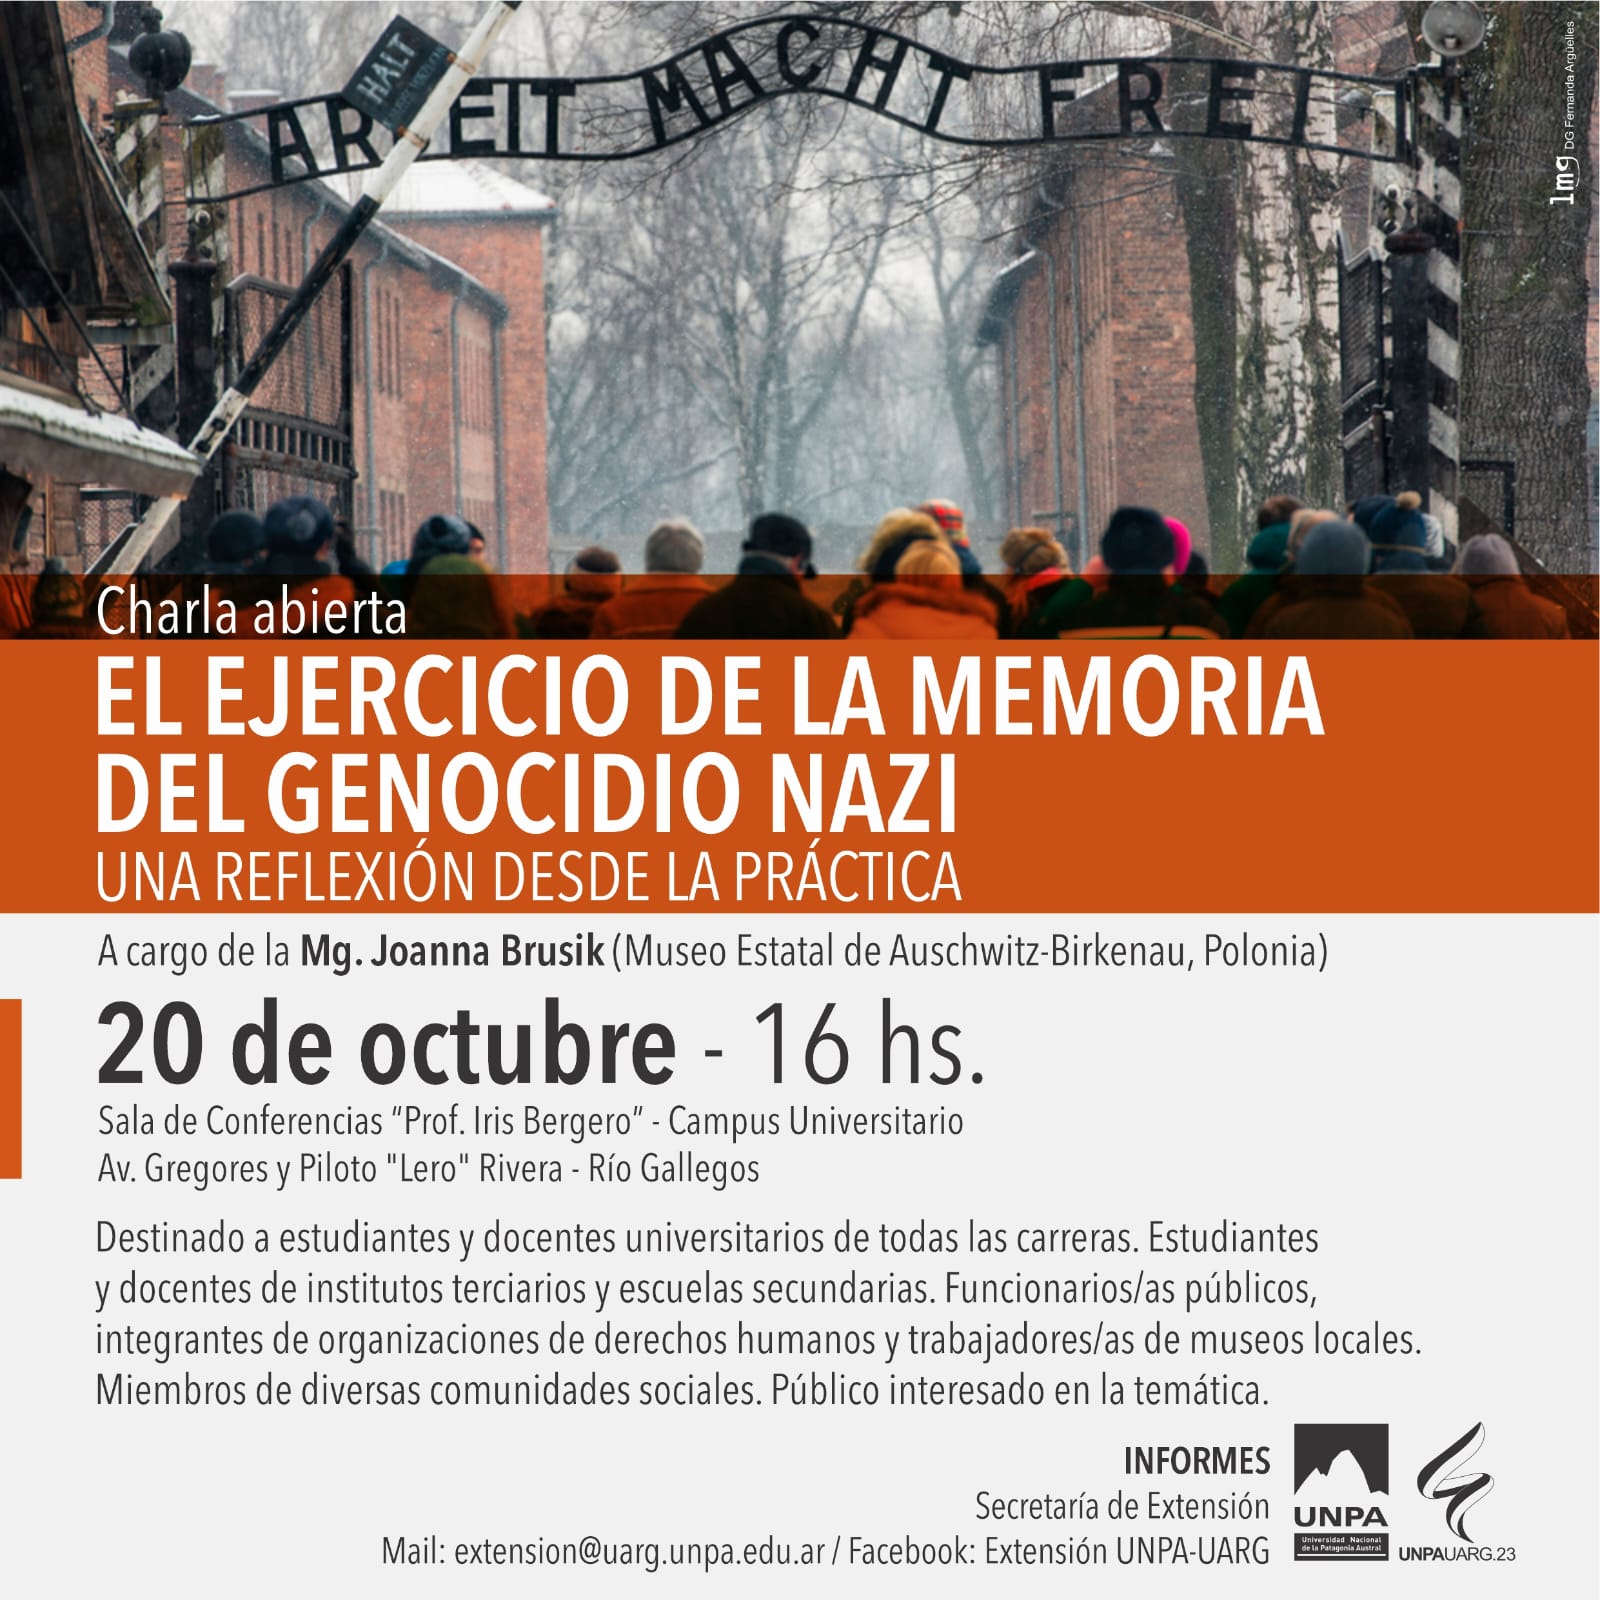 HALT
ARBEIT MACHT FREI
lmg DG Fernanda Argüelles
Charla abierta
EL EJERCICIO DE LA MEMORIA
DEL GENOCIDIO NAZI
UNA REFLEXIÓN DESDE LA PRÁCTICA
A cargo de la Mg. Joanna Brusik (Museo Estatal de Auschwitz-Birkenau, Polonia)
20 de octubre - 16 hs.
Sala de Conferencias “Prof. Iris Bergero” - Campus Universitario
Av. Gregores y Piloto "Lero" Rivera - Río Gallegos
Destinado a estudiantes y docentes universitarios de todas las carreras. Estudiantes
y docentes de institutos terciarios y escuelas secundarias. Funcionarios/as públicos,
integrantes de organizaciones de derechos humanos y trabajadores/as de museos locales.
Miembros de diversas comunidades sociales. Público interesado en la temática.
INFORMES
Secretaría de Extensión
Mail: extension@uarg.unpa.edu.ar / Facebook: Extensión UNPA-UARG
UNPA
Universidad Nacional
de la Patagonia Austral
UNPAUARG.23